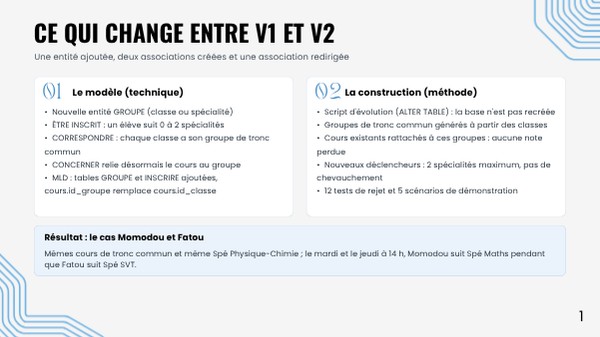 CE QUI CHANGE ENTRE V1 ET V2
Une entité ajoutée, deux associations créées et une association redirigée
01 Le modèle (technique)
• Nouvelle entité GROUPE (classe ou spécialité)
• ÊTRE INSCRIT : un élève suit 0 à 2 spécialités
• CORRESPONDRE : chaque classe a son groupe de tronc
commun
• CONCERNER relie désormais le cours au groupe
• MLD : tables GROUPE et INSCRIRE ajoutées,
cours.id_groupe remplace cours.id_classe
02 La construction (méthode)
• Script d'évolution (ALTER TABLE) : la base n'est pas recréée
• Groupes de tronc commun générés à partir des classes
• Cours existants rattachés à ces groupes : aucune note
perdue
• Nouveaux déclencheurs : 2 spécialités maximum, pas de
chevauchement
• 12 tests de rejet et 5 scénarios de démonstration
Résultat : le cas Momodou et Fatou
Mêmes cours de tronc commun et même Spé Physique-Chimie ; le mardi et le jeudi à 14 h, Momodou suit Spé Maths pendant
que Fatou suit Spé SVT.
1